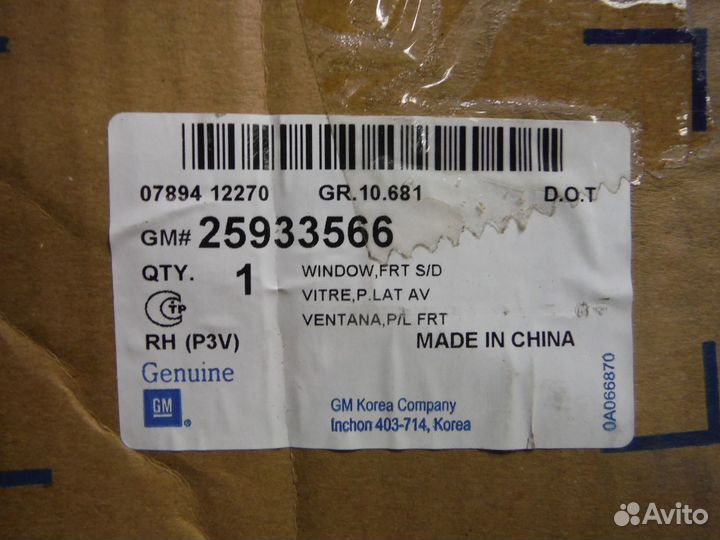 07894 12270 GR.10.681 D.O.T
GM# 25933566
QTY. 1 WINDOW,FRT S/D
VITRE,P.LAT AV
VENTANA,P/L FRT
RH (P3V) MADE IN CHINA
Genuine
GM
GM Korea Company
Inchon 403-714, Korea
0A066870
Avito